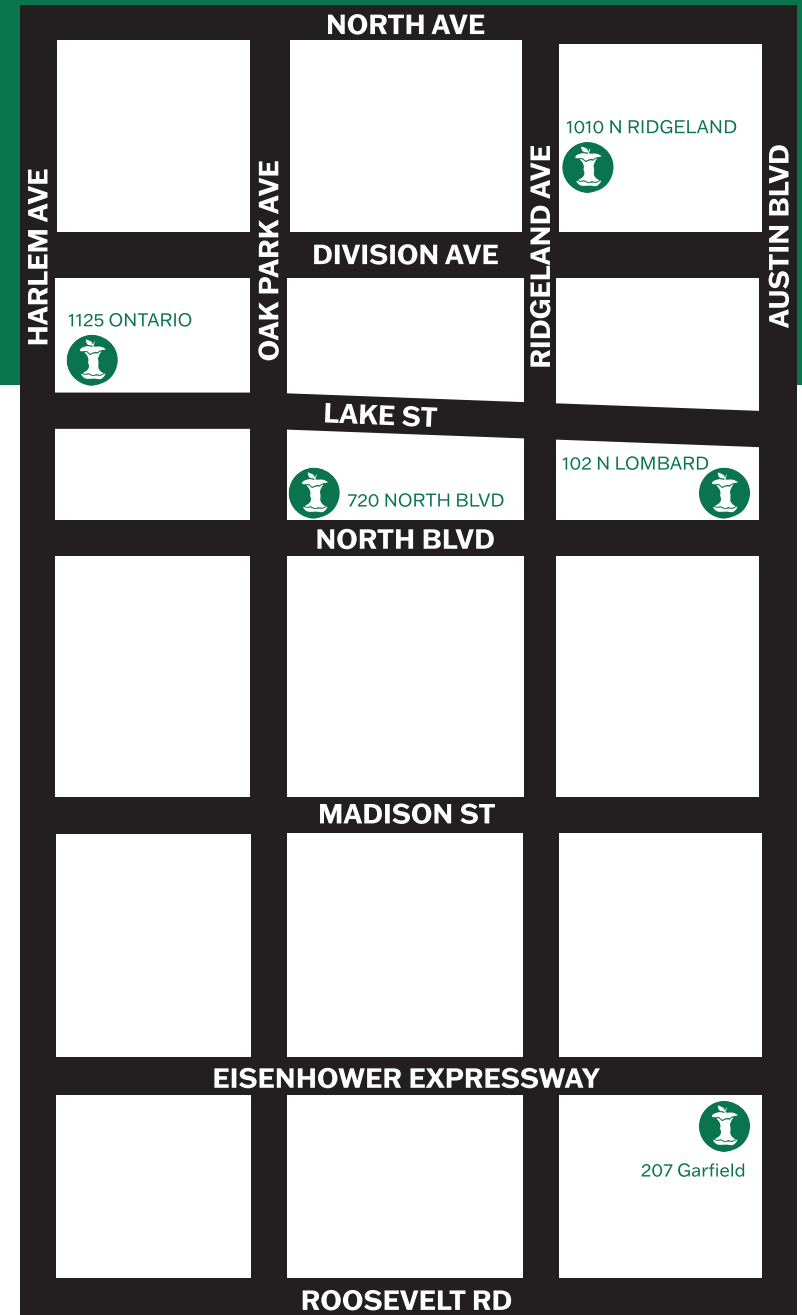 NORTH AVE
1010 N RIDGELAND
HARLEM AVE
OAK PARK AVE
RIDGELAND AVE
AUSTIN BLVD
DIVISION AVE
1125 ONTARIO
LAKE ST
102 N LOMBARD
720 NORTH BLVD
NORTH BLVD
MADISON ST
EISENHOWER EXPRESSWAY
207 Garfield
ROOSEVELT RD